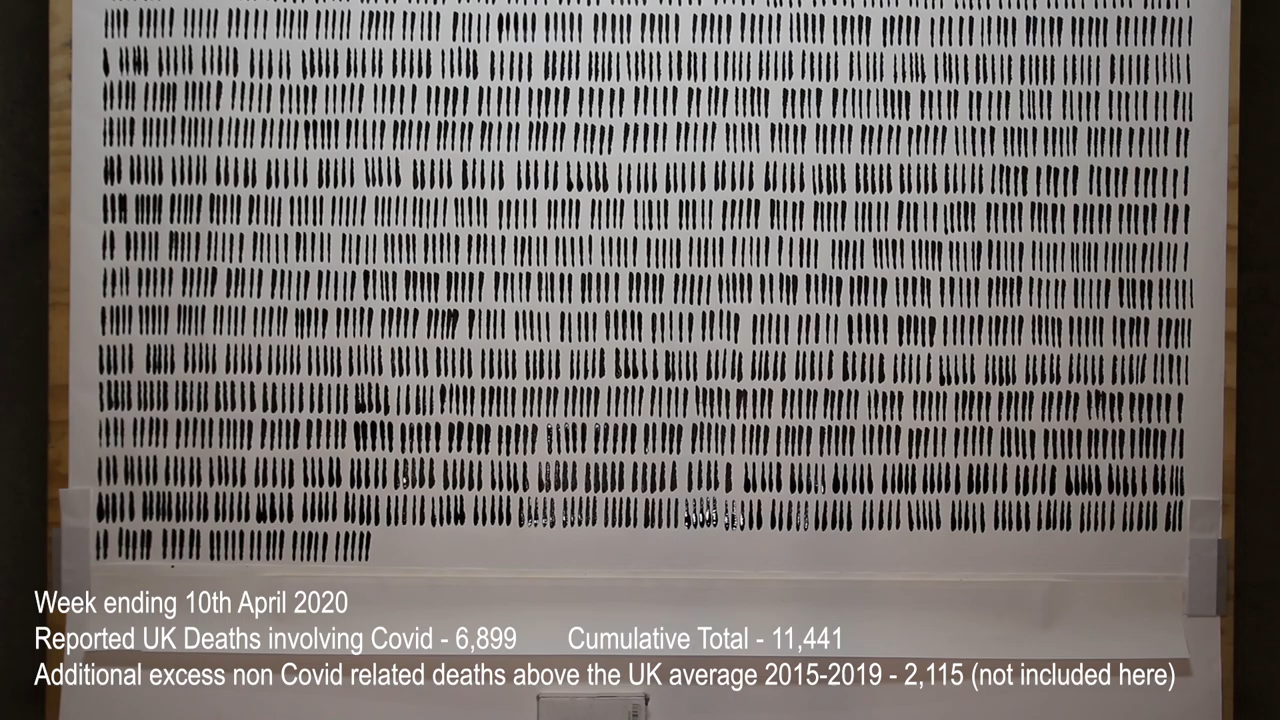 Week ending 10th April 2020
Reported UK Deaths involving Covid - 6,899 Cumulative Total - 11,441
Additional excess non Covid related deaths above the UK average 2015-2019 - 2,115 (not included here)